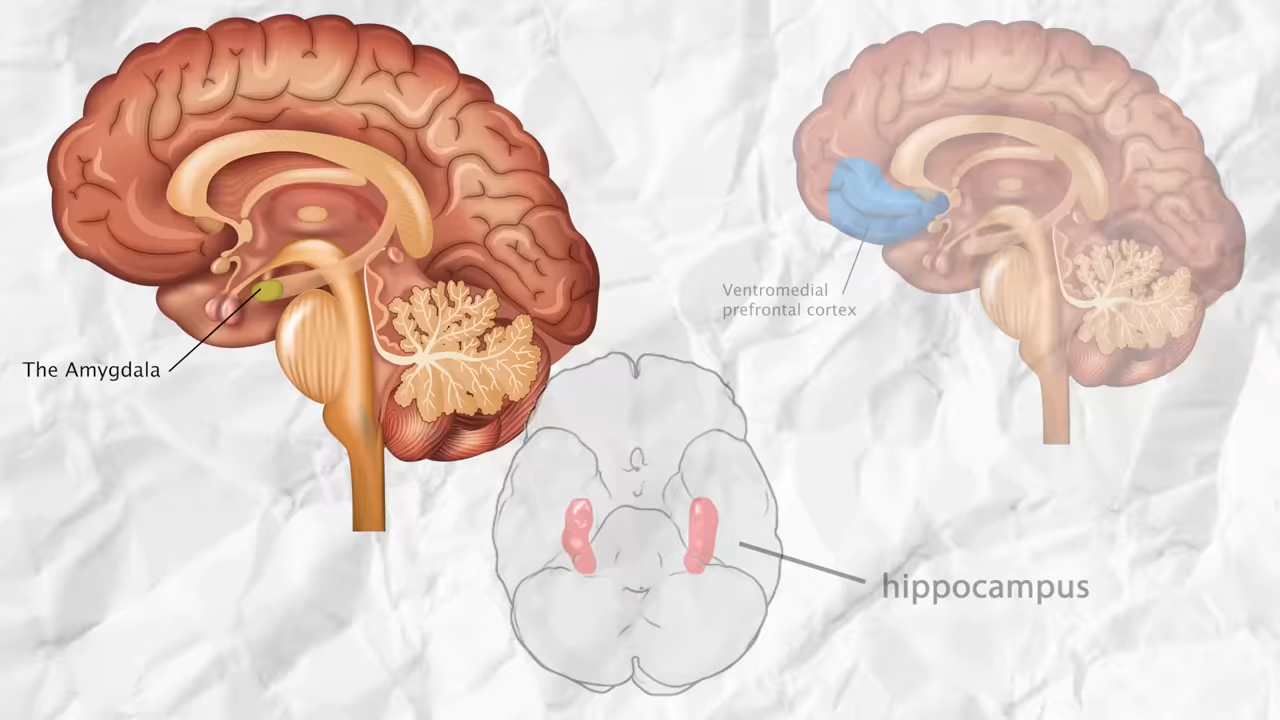 The Amygdala
Ventromedial
prefrontal cortex
hippocampus